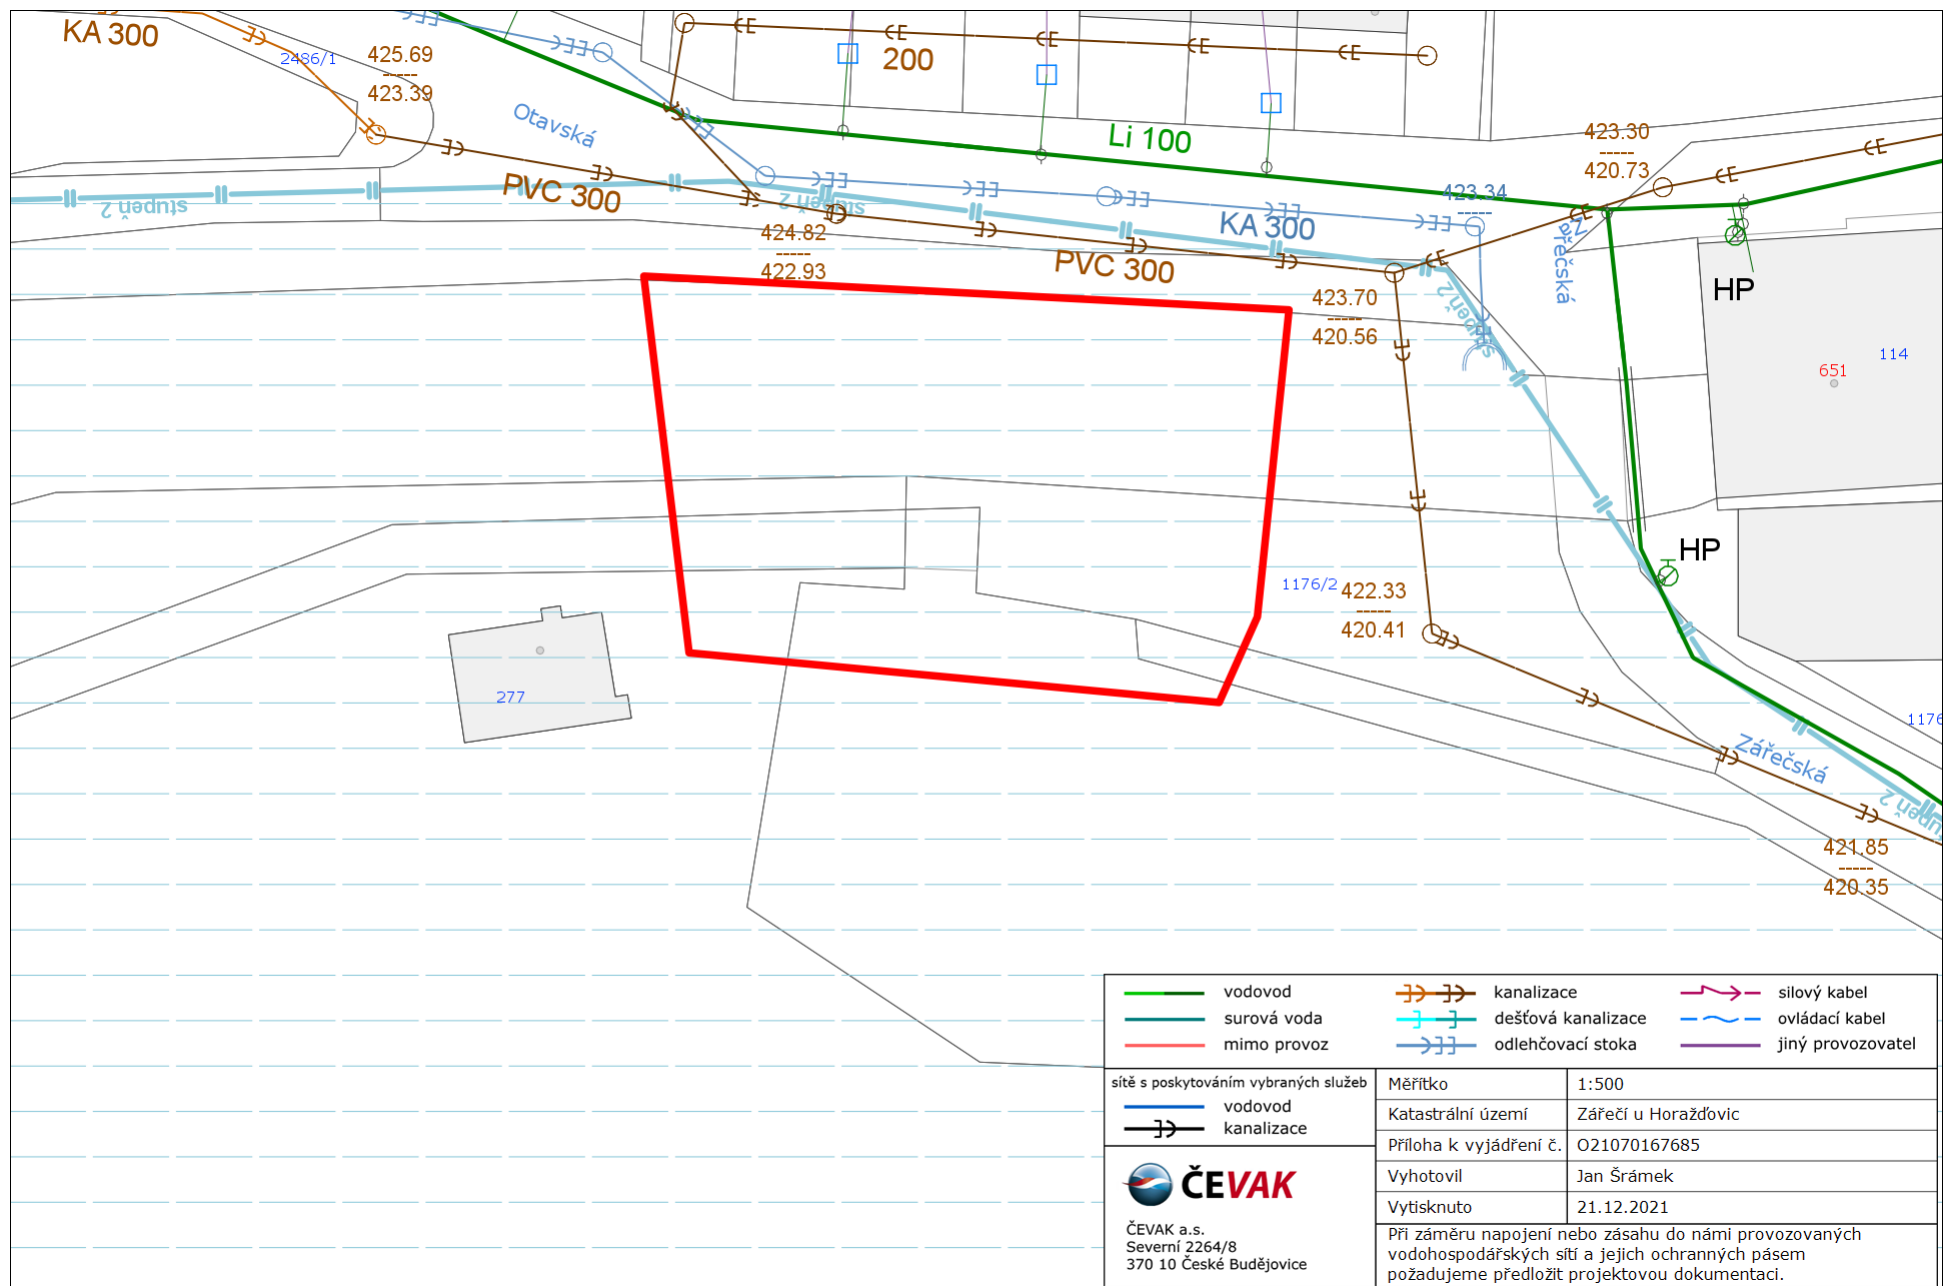 KA 300
2486/1
425.69
-----
423.39
Otavská
200
Li 100
423.30
-----
420.73
PVC 300
stupeň 2
stupeň 2
424.82
-----
422.93
423.34
-----
KA 300
PVC 300
Zářečská
HP
423.70
-----
420.56
stupeň 2
114
651
HP
1176/2
422.33
-----
420.41
277
1176
Zářečská
stupeň 2
421.85
-----
420.35
vodovod
surová voda
mimo provoz
kanalizace
dešťová kanalizace
odlehčovací stoka
silový kabel
ovládací kabel
jiný provozovatel
sítě s poskytováním vybraných služeb
vodovod
kanalizace
Měřítko 1:500
Katastrální území Zářečí u Horažďovic
Příloha k vyjádření č. O21070167685
Vyhotovil Jan Šrámek
Vytisknuto 21.12.2021
ČEVAK
ČEVAK a.s.
Severní 2264/8
370 10 České Budějovice
Při záměru napojení nebo zásahu do námi provozovaných
vodohospodářských sítí a jejich ochranných pásem
požadujeme předložit projektovou dokumentaci.